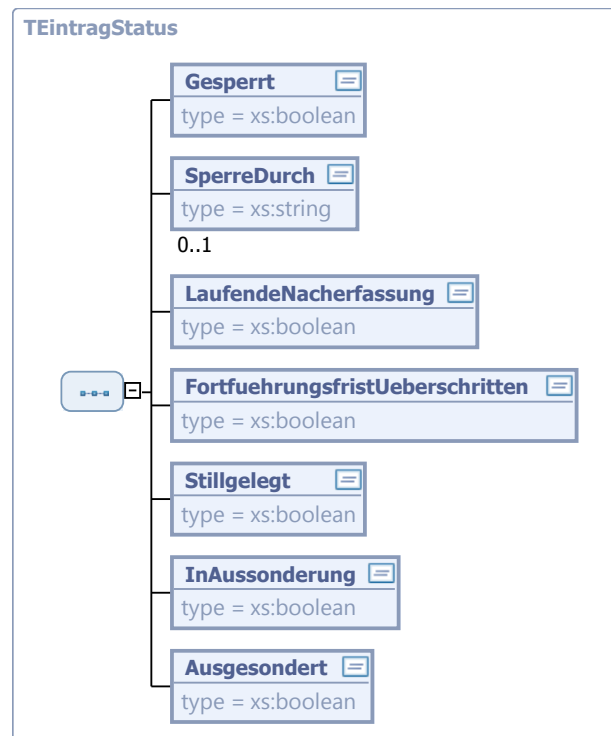 TEintragStatus
Gesperrt
type = xs:boolean
SperreDurch
type = xs:string
0..1
LaufendeNacherfassung
type = xs:boolean
FortfuehrungsfristUeberschritten
type = xs:boolean
Stillgelegt
type = xs:boolean
InAussonderung
type = xs:boolean
Ausgesondert
type = xs:boolean